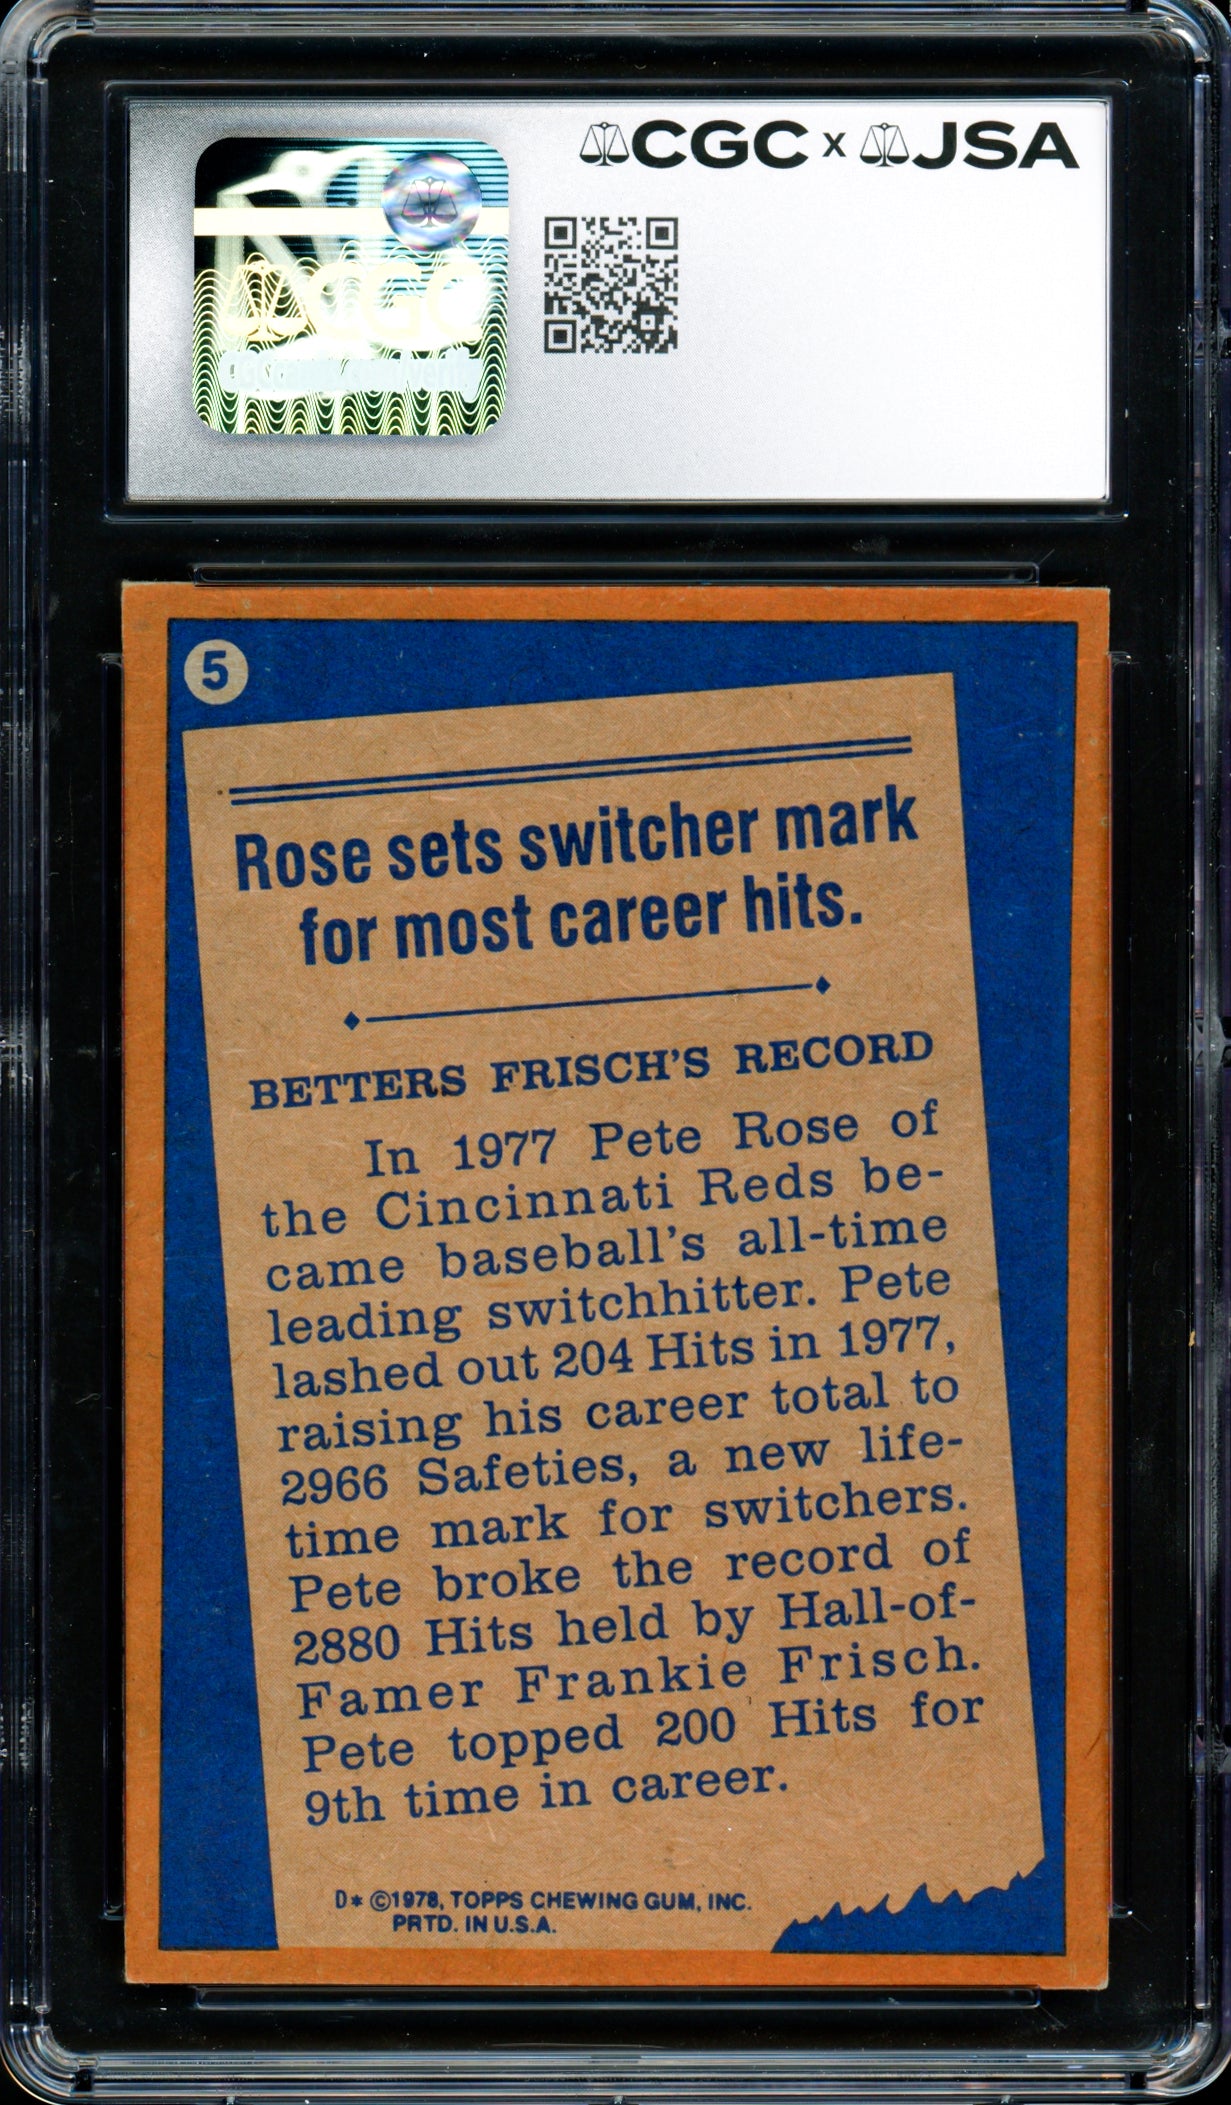 CGC x JSA
CGC
5
Rose sets switcher mark
for most career hits.
BETTERS FRISCH'S RECORD
In 1977 Pete Rose of
the Cincinnati Reds be-
came baseball's all-time
leading switchhitter. Pete
lashed out 204 Hits in 1977,
raising his career total to
2966 Safeties, a new life-
time mark for switchers.
Pete broke the record of
2880 Hits held by Hall-of-
Famer Frankie Frisch.
Pete topped 200 Hits for
9th time in career.
D* ©1978, TOPPS CHEWING GUM, INC.
PRTD. IN U.S.A.